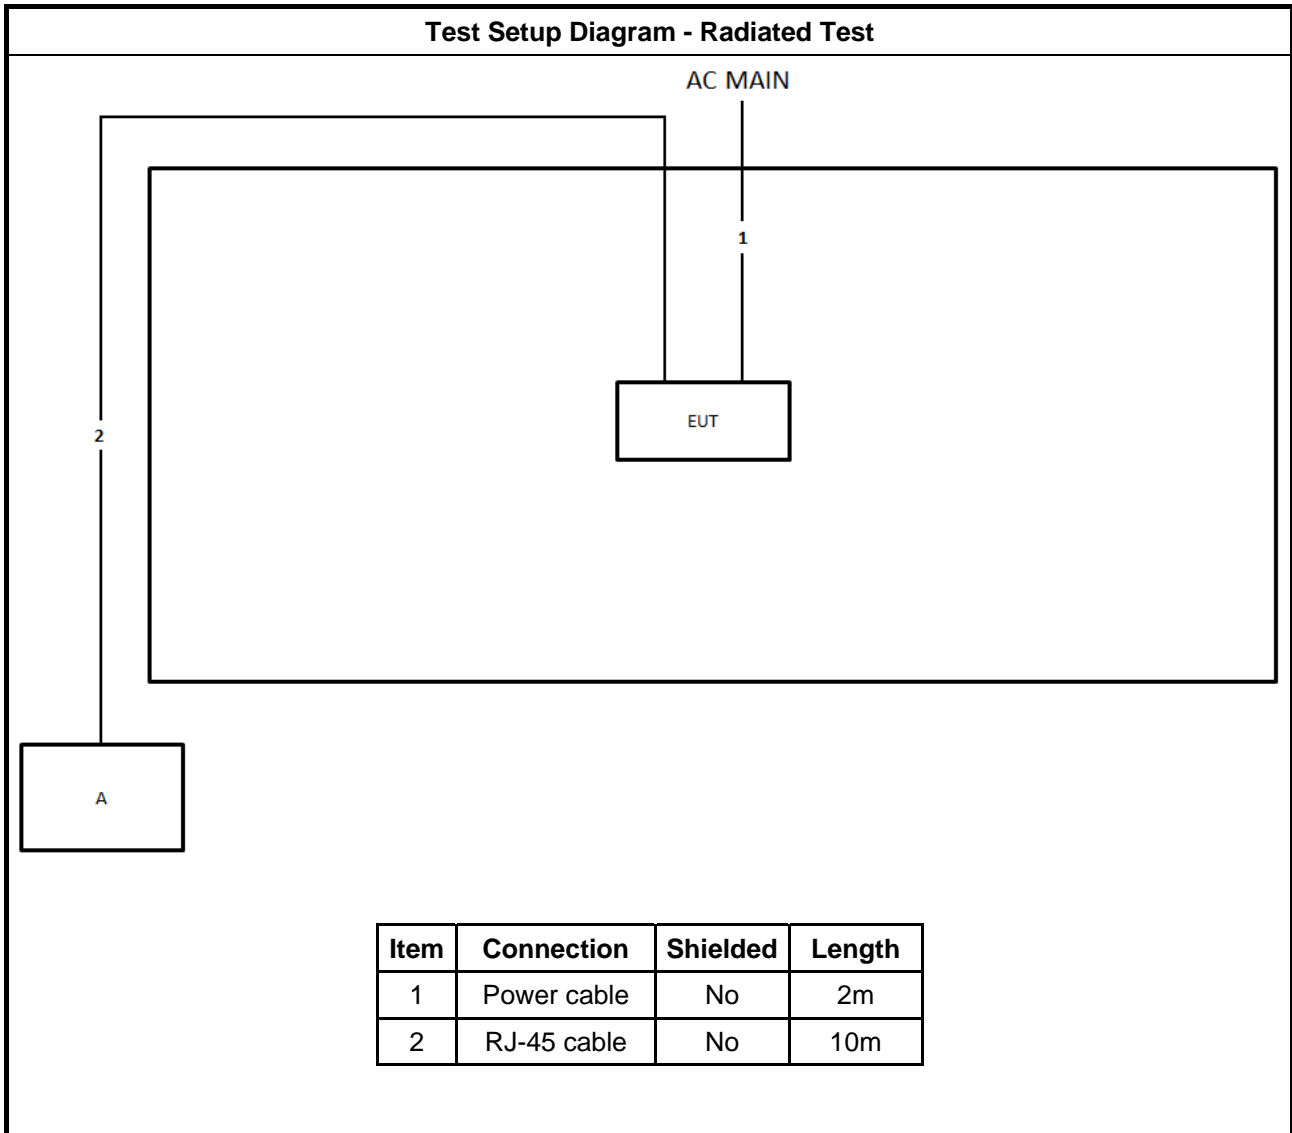 Test Setup Diagram - Radiated Test
AC MAIN
1
EUT
2
A
Item Connection Shielded Length
1 Power cable No 2m
2 RJ-45 cable No 10m